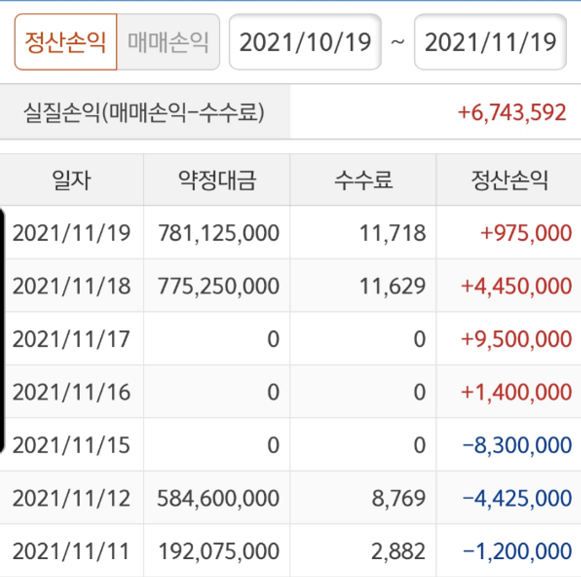 정산손익 매매손익 2021/10/19 ~ 2021/11/19
실질손익(매매손익-수수료) +6,743,592
일자 약정대금 수수료 정산손익
2021/11/19 781,125,000 11,718 +975,000
2021/11/18 775,250,000 11,629 +4,450,000
2021/11/17 0 0 +9,500,000
2021/11/16 0 0 +1,400,000
2021/11/15 0 0 -8,300,000
2021/11/12 584,600,000 8,769 -4,425,000
2021/11/11 192,075,000 2,882 -1,200,000